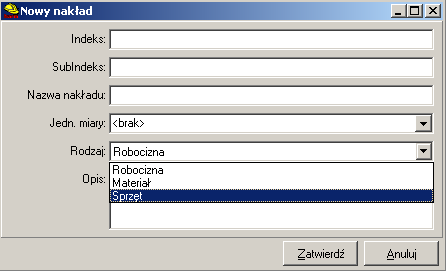 Nowy nakład
Indeks:
SubIndeks:
Nazwa nakładu:
Jedn. miary: <brak>
Rodzaj: Robocizna
Robocizna
Materiał
Opis:
Sprzęt
Zatwierdź Anuluj